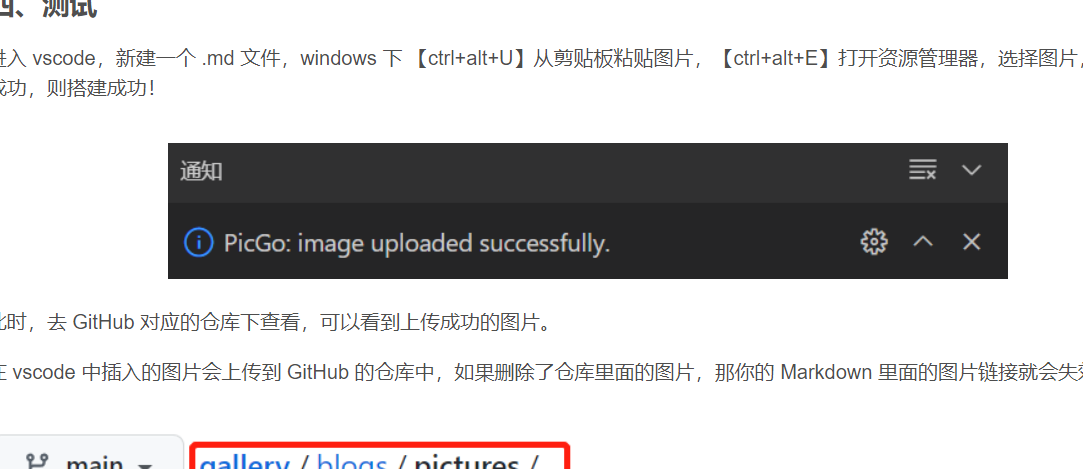 四、测试
进入 vscode，新建一个 .md 文件，windows 下 【ctrl+alt+U】从剪贴板粘贴图片，【ctrl+alt+E】打开资源管理器，选择图片，
成功，则搭建成功！
通知
PicGo: image uploaded successfully.
此时，去 GitHub 对应的仓库下查看，可以看到上传成功的图片。
在 vscode 中插入的图片会上传到 GitHub 的仓库中，如果删除了仓库里面的图片，那你的 Markdown 里面的图片链接就会失效
main gallery / blogs / pictures /